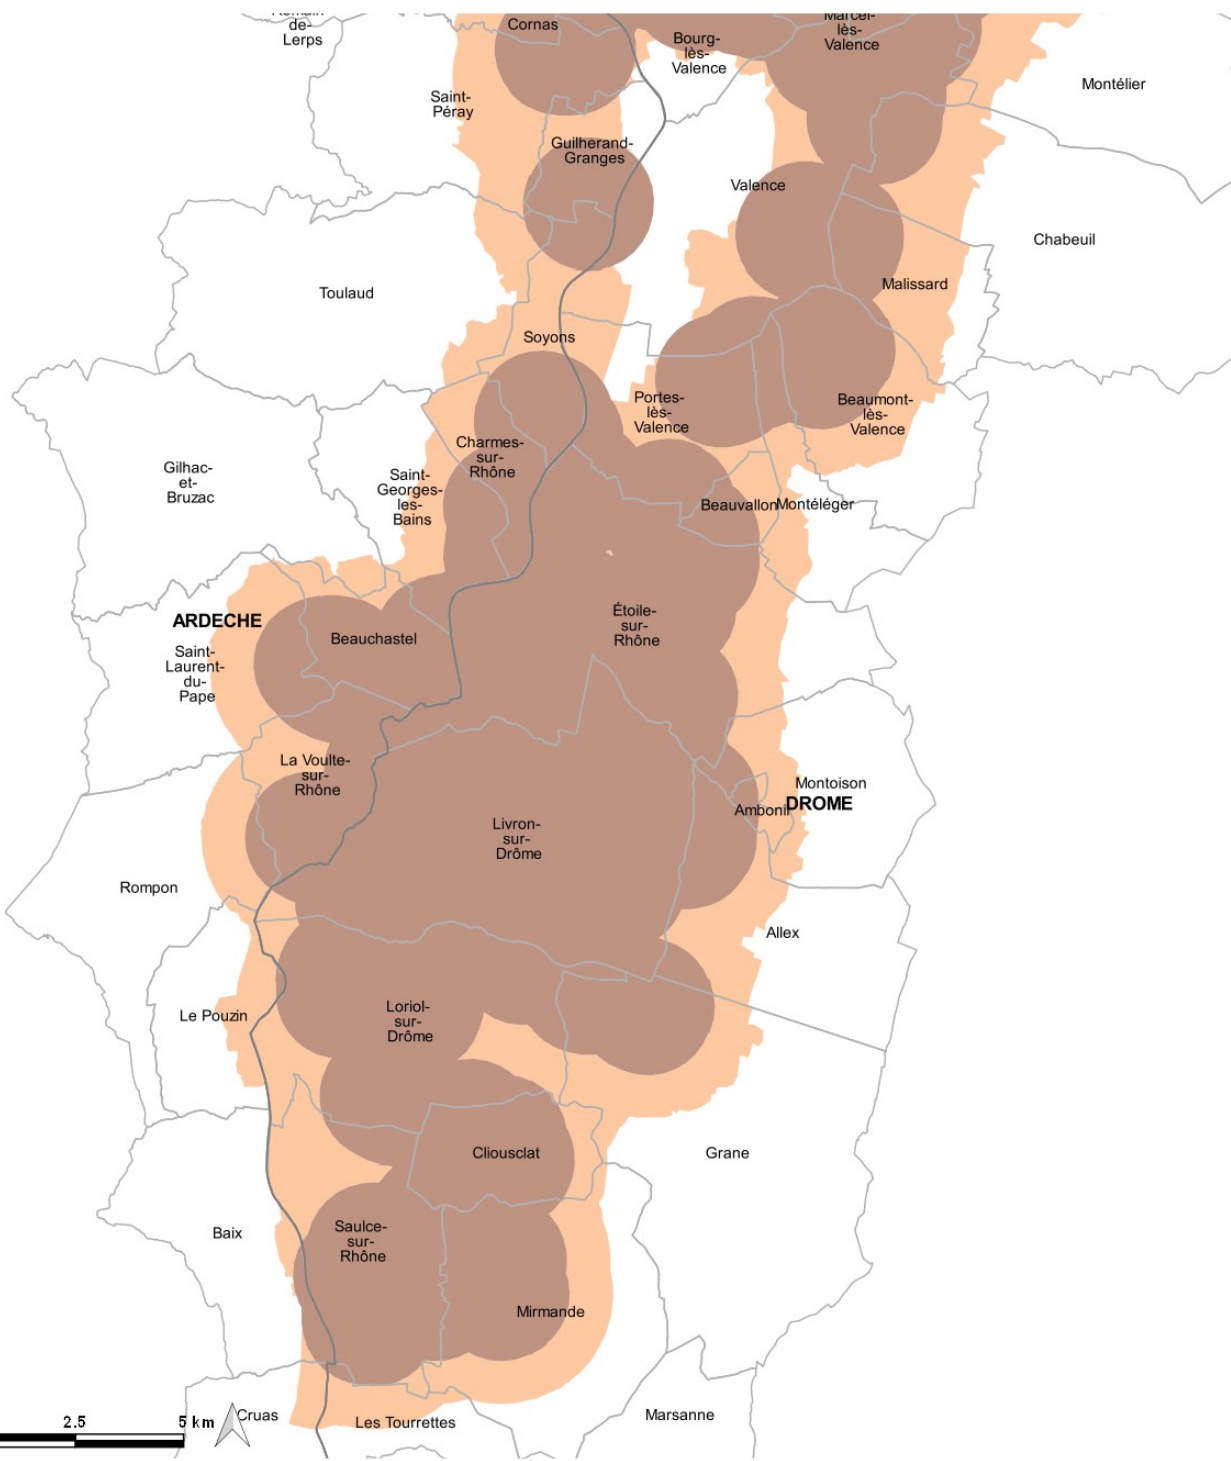 Cornas
Romain-
de-
Lerps
Marcel-
lès-
Valence
Bourg-
lès-
Valence
Montélier
Saint-
Péray
Guilherand-
Granges
Valence
Chabeuil
Malissard
Toulaud
Soyons
Portes-
lès-
Valence
Beaumont-
lès-
Valence
Charmes-
sur-
Rhône
Gilhac-
et-
Bruzac
Saint-
Georges-
les-
Bains
Beauvallon
Montéléger
ARDECHE
Beauchastel
Étoile-
sur-
Rhône
Saint-
Laurent-
du-
Pape
La Voulte-
sur-
Rhône
Montoison
DROME
Ambonil
Livron-
sur-
Drôme
Rompon
Allex
Le Pouzin
Loriol-
sur-
Drôme
Cliousclat
Grane
Baix
Saulce-
sur-
Rhône
Mirmande
Cruas
Les Tourrettes
Marsanne
2.5 5 km